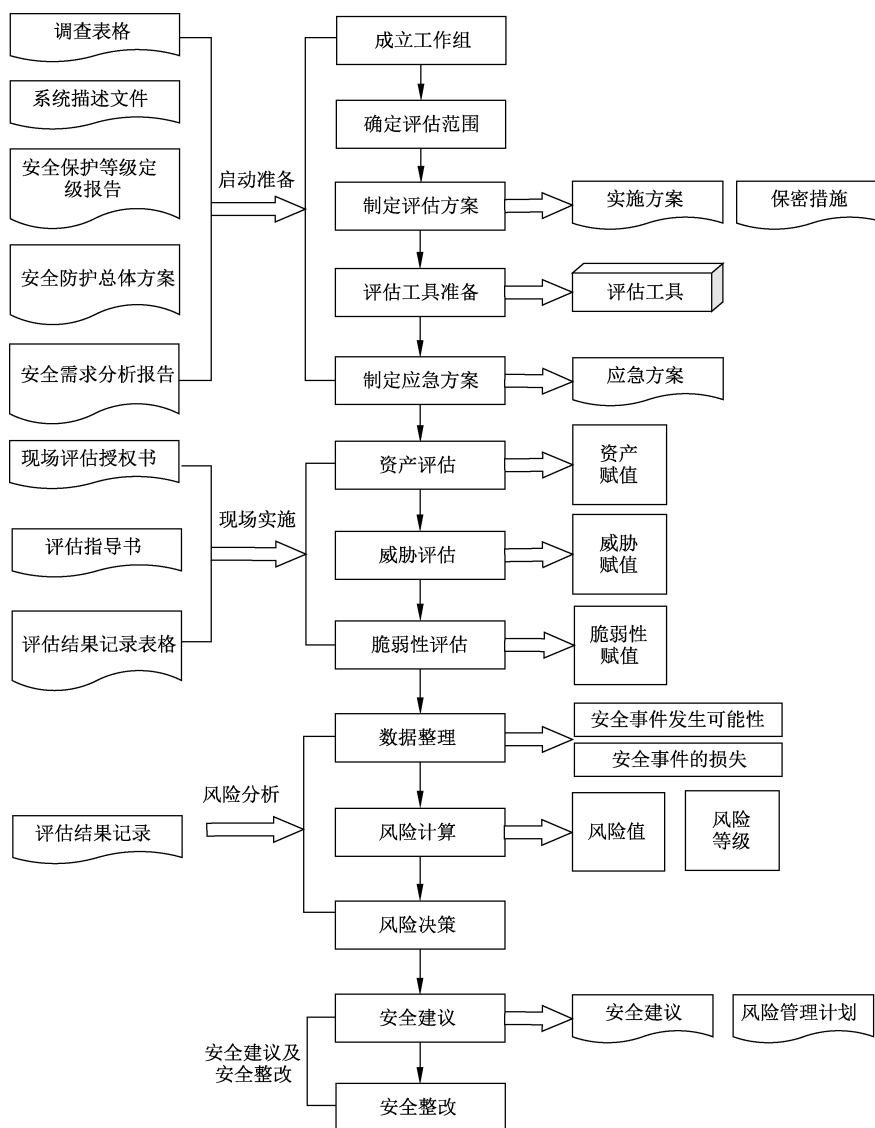 调查表格
成立工作组
系统描述文件
确定评估范围
安全保护等级定
级报告
启动准备
制定评估方案
实施方案
保密措施
安全防护总体方案
评估工具准备
评估工具
安全需求分析报告
制定应急方案
应急方案
现场评估授权书
资产评估
资产
赋值
现场实施
评估指导书
威胁评估
威胁
赋值
评估结果记录表格
脆弱性评估
脆弱性
赋值
数据整理
安全事件发生可能性
安全事件的损失
风险分析
评估结果记录
风险计算
风险值
风险
等级
风险决策
安全建议
安全建议
风险管理计划
安全建议及
安全整改
安全整改